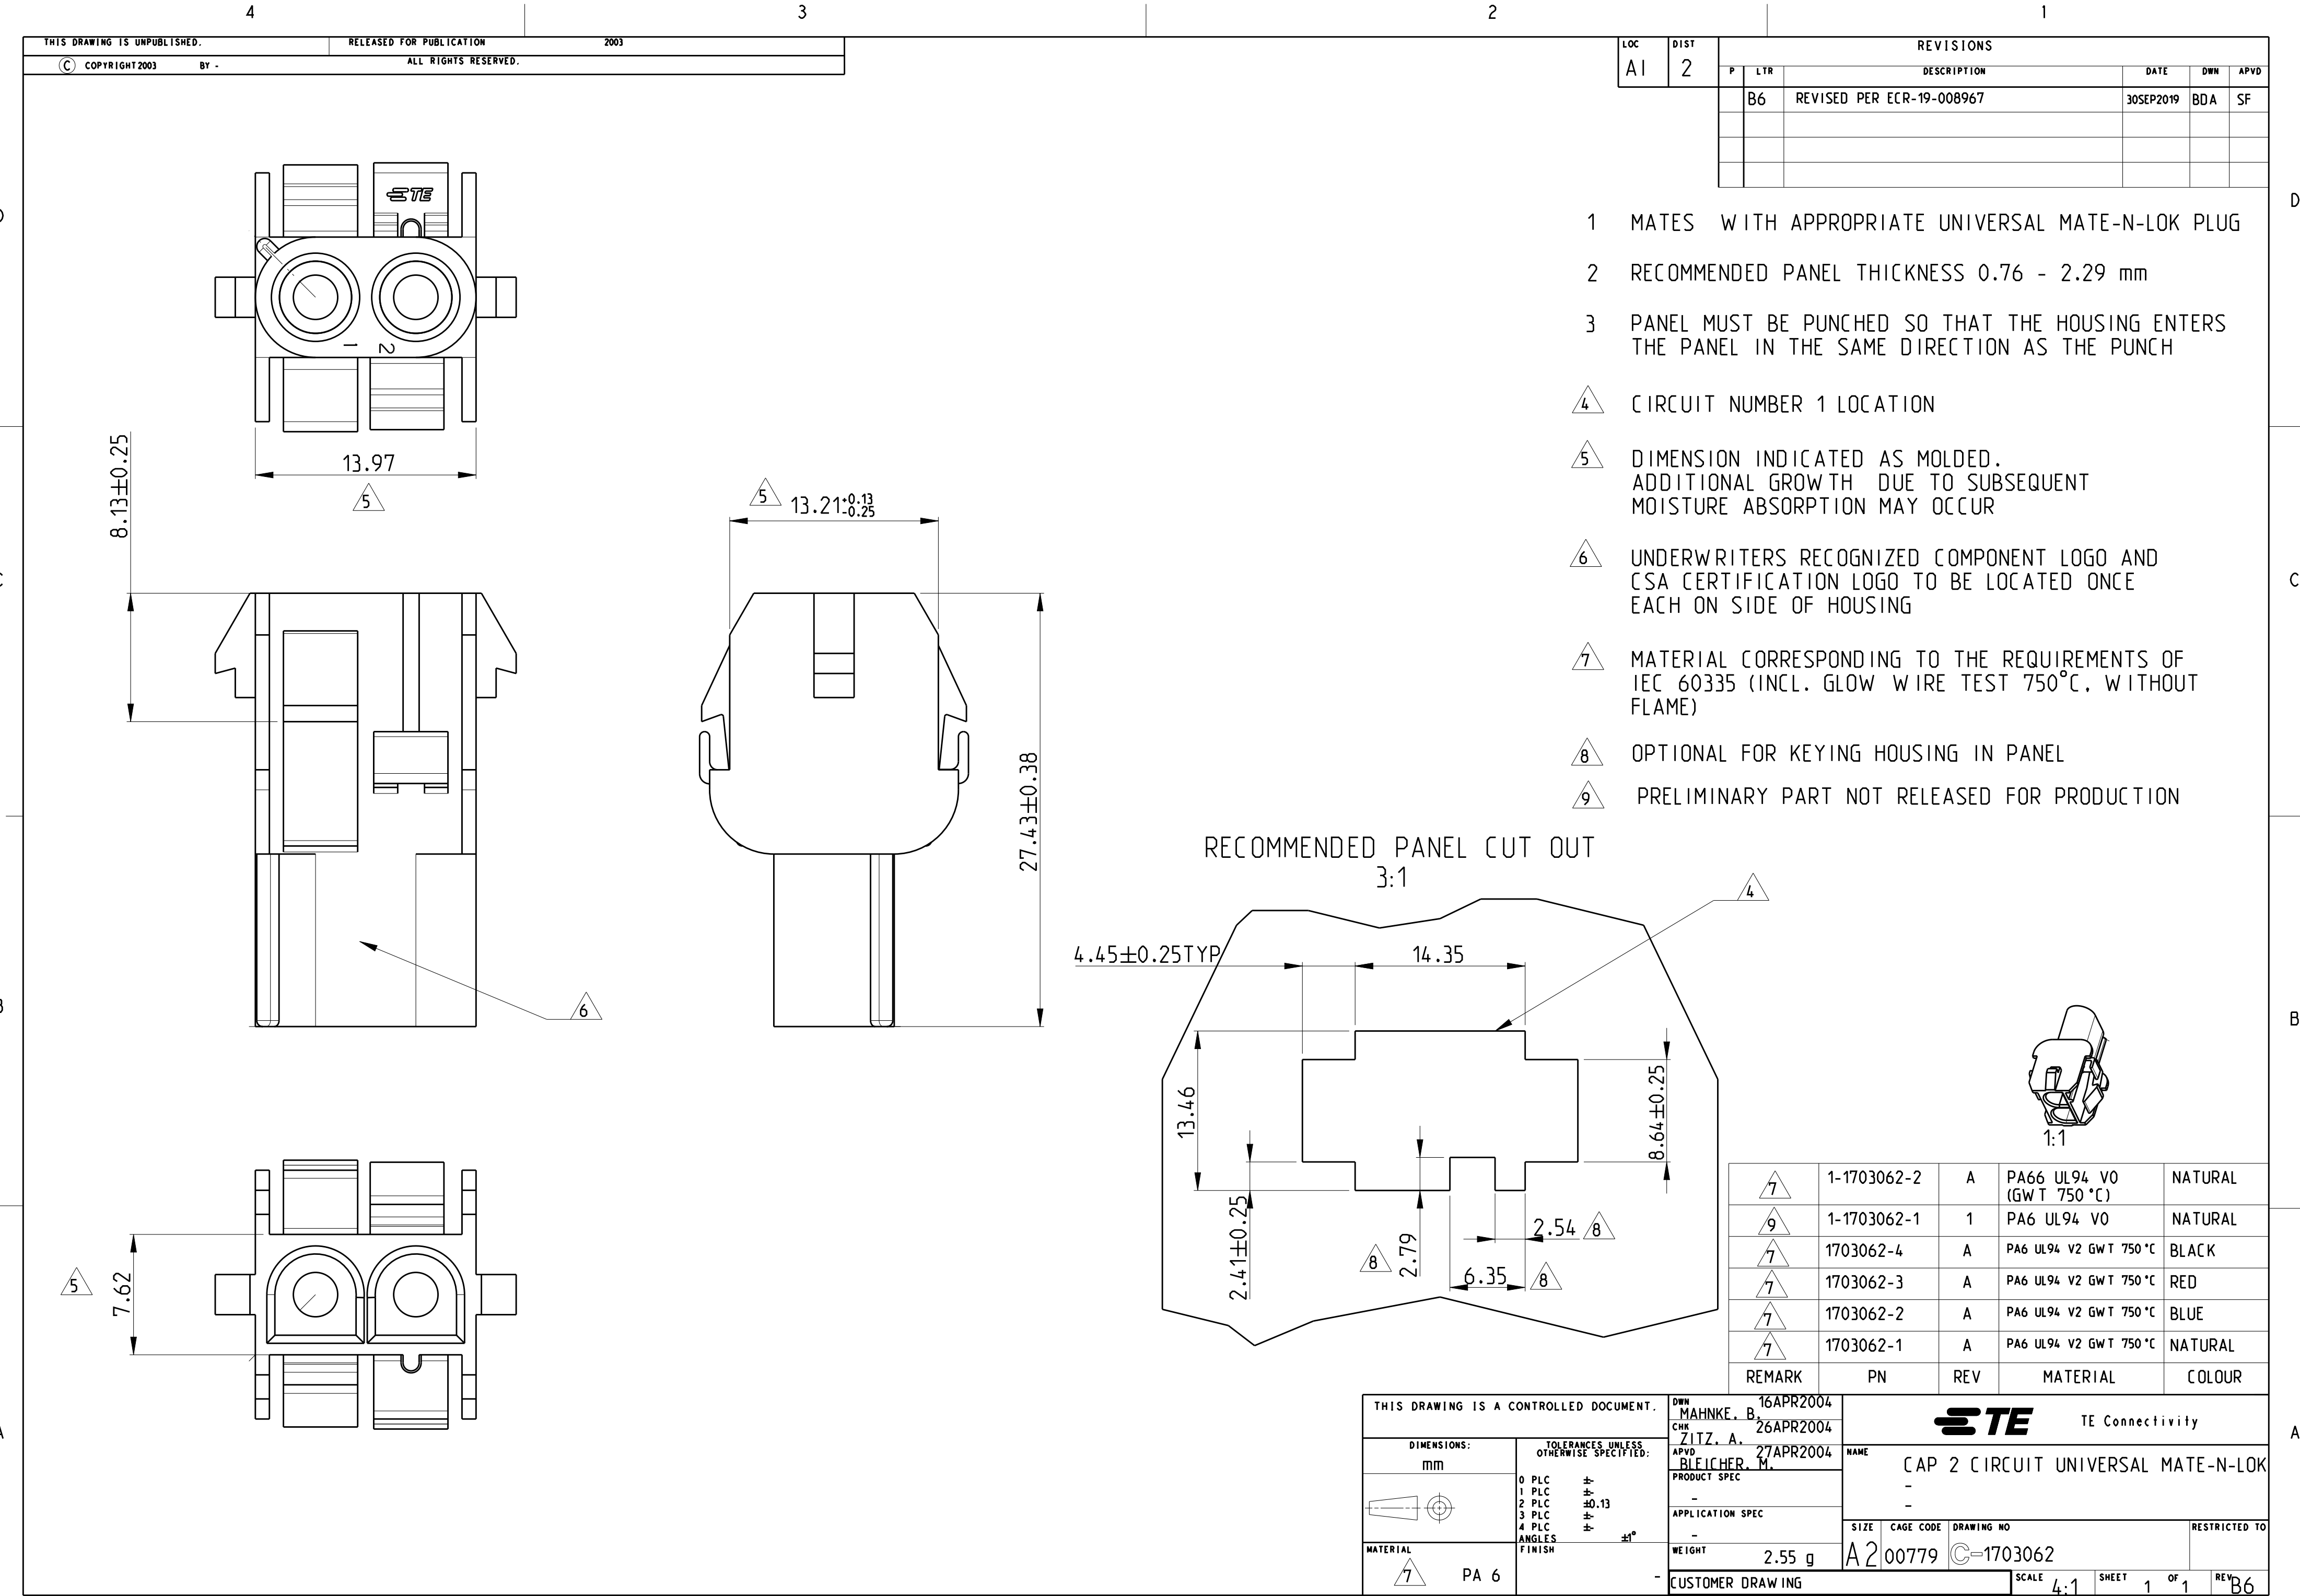 4 3 2 1
THIS DRAWING IS UNPUBLISHED. RELEASED FOR PUBLICATION 2003
© COPYRIGHT 2003 BY - ALL RIGHTS RESERVED.
LOC DIST REVISIONS
AI 2
P LTR DESCRIPTION DATE DWN APVD
B6 REVISED PER ECR-19-008967 30SEP2019 BDA SF
D
1 MATES WITH APPROPRIATE UNIVERSAL MATE-N-LOK PLUG
2 RECOMMENDED PANEL THICKNESS 0.76 - 2.29 mm
3 PANEL MUST BE PUNCHED SO THAT THE HOUSING ENTERS
THE PANEL IN THE SAME DIRECTION AS THE PUNCH
4 CIRCUIT NUMBER 1 LOCATION
5 DIMENSION INDICATED AS MOLDED.
ADDITIONAL GROWTH DUE TO SUBSEQUENT
MOISTURE ABSORPTION MAY OCCUR
6 UNDERWRITERS RECOGNIZED COMPONENT LOGO AND
CSA CERTIFICATION LOGO TO BE LOCATED ONCE
EACH ON SIDE OF HOUSING
7 MATERIAL CORRESPONDING TO THE REQUIREMENTS OF
IEC 60335 (INCL. GLOW WIRE TEST 750°C, WITHOUT
FLAME)
8 OPTIONAL FOR KEYING HOUSING IN PANEL
9 PRELIMINARY PART NOT RELEASED FOR PRODUCTION
C
TE
1 2
13.97
5
8.13±0.25
5 13.21+0.13
-0.25
27.43±0.38
6
5
7.62
RECOMMENDED PANEL CUT OUT
3:1
4
4.45±0.25TYP
14.35
13.46
8.64±0.25
2.41±0.25
8 2.79
2.54 8
6.35 8
B
1:1
7 1-1703062-2 A PA66 UL94 V0 NATURAL
(GWT 750°C)
9 1-1703062-1 1 PA6 UL94 V0 NATURAL
7 1703062-4 A PA6 UL94 V2 GWT 750°C BLACK
7 1703062-3 A PA6 UL94 V2 GWT 750°C RED
7 1703062-2 A PA6 UL94 V2 GWT 750°C BLUE
7 1703062-1 A PA6 UL94 V2 GWT 750°C NATURAL
REMARK PN REV MATERIAL COLOUR
A
THIS DRAWING IS A CONTROLLED DOCUMENT.
DIMENSIONS:
mm
TOLERANCES UNLESS
OTHERWISE SPECIFIED:
0 PLC ±-
1 PLC ±-
2 PLC ±0.13
3 PLC ±-
4 PLC ±-
ANGLES ±1°
MATERIAL
7 PA 6
FINISH
-
DWN 16APR2004
MAHNKE. B.
CHK 26APR2004
ZITZ. A.
APVD 27APR2004
BLEICHER. M.
PRODUCT SPEC
-
APPLICATION SPEC
-
WEIGHT 2.55 g
CUSTOMER DRAWING
TE TE Connectivity
NAME
CAP 2 CIRCUIT UNIVERSAL MATE-N-LOK
-
-
SIZE CAGE CODE DRAWING NO RESTRICTED TO
A2 00779 C-1703062
SCALE 4:1 SHEET 1 OF 1 REV B6